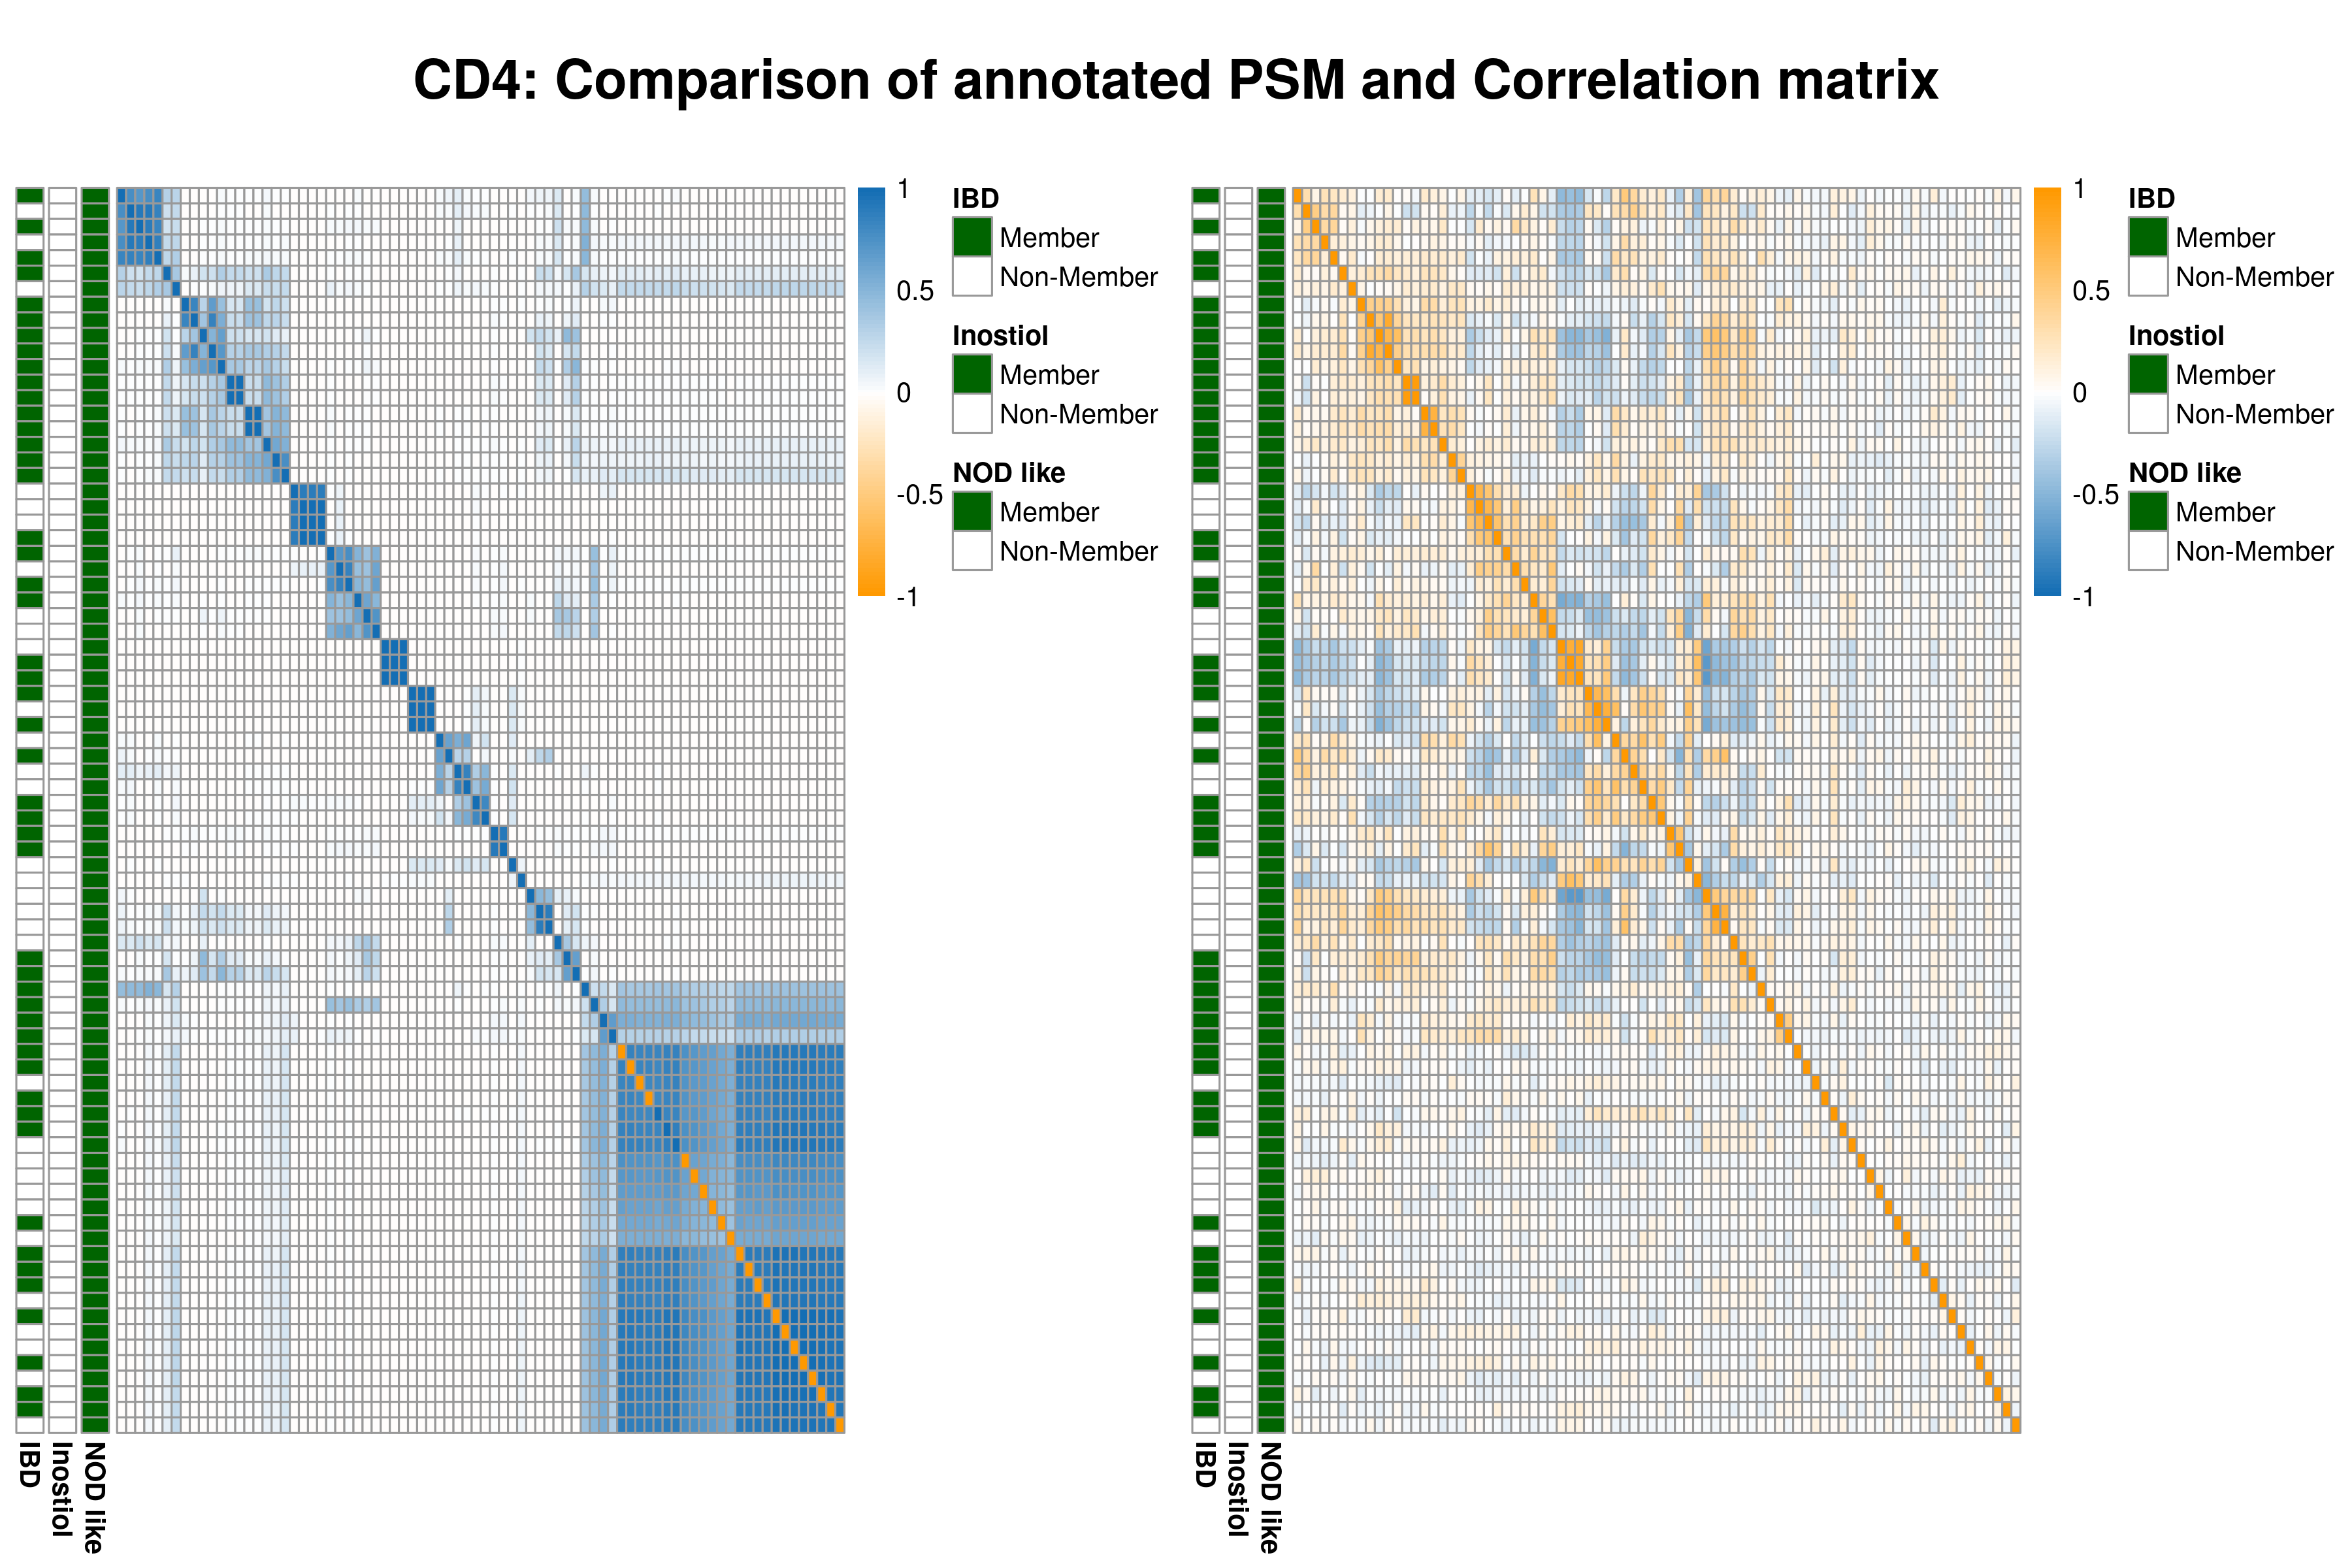 CD4: Comparison of annotated PSM and Correlation matrix
1
0.5
0
-0.5
-1
IBD
Member
Non-Member
Inostiol
Member
Non-Member
NOD like
Member
Non-Member
IBD
Inostiol
NOD like
1
0.5
0
-0.5
-1
IBD
Member
Non-Member
Inostiol
Member
Non-Member
NOD like
Member
Non-Member
IBD
Inostiol
NOD like